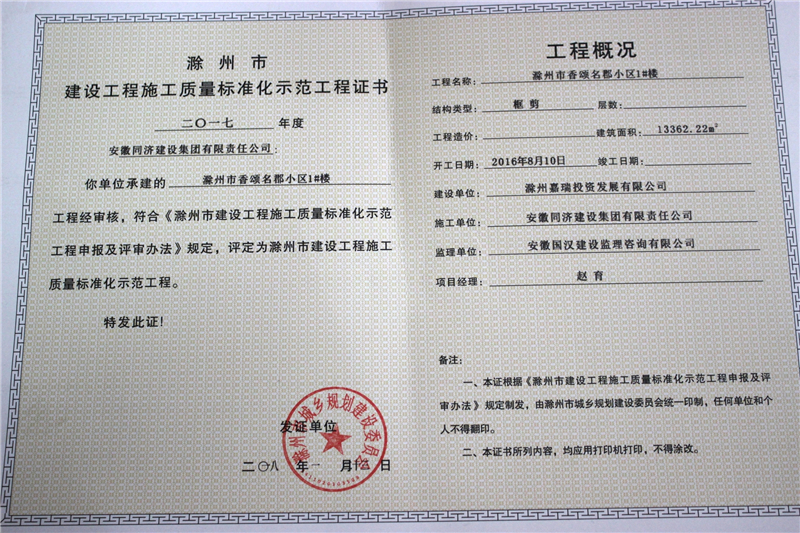 滁州市
建设工程施工质量标准化示范工程证书
二〇一七 年度
安徽同济建设集团有限责任公司：
你单位承建的 滁州市香颂名郡小区1#楼
工程经审核，符合《滁州市建设工程施工质量标准化示范
工程申报及评审办法》规定，评定为滁州市建设工程施工
质量标准化示范工程。
特发此证！
滁州市城乡规划建设委员会
发证单位
二〇一八 年 一 月 日
工程概况
工程名称： 滁州市香颂名郡小区1#楼
结构类型： 框剪 层数：
工程造价： 建筑面积： 13362.22m²
开工日期： 2016年8月10日 竣工日期：
建设单位： 滁州嘉瑞投资发展有限公司
施工单位： 安徽同济建设集团有限责任公司
监理单位： 安徽国汉建设监理咨询有限公司
项目经理： 赵育
备注：
一、本证根据《滁州市建设工程施工质量标准化示范工程申报及评
审办法》规定制发，由滁州市城乡规划建设委员会统一印制，任何单位和个
人不得翻印。
二、本证书所列内容，均应用打印机打印，不得涂改。